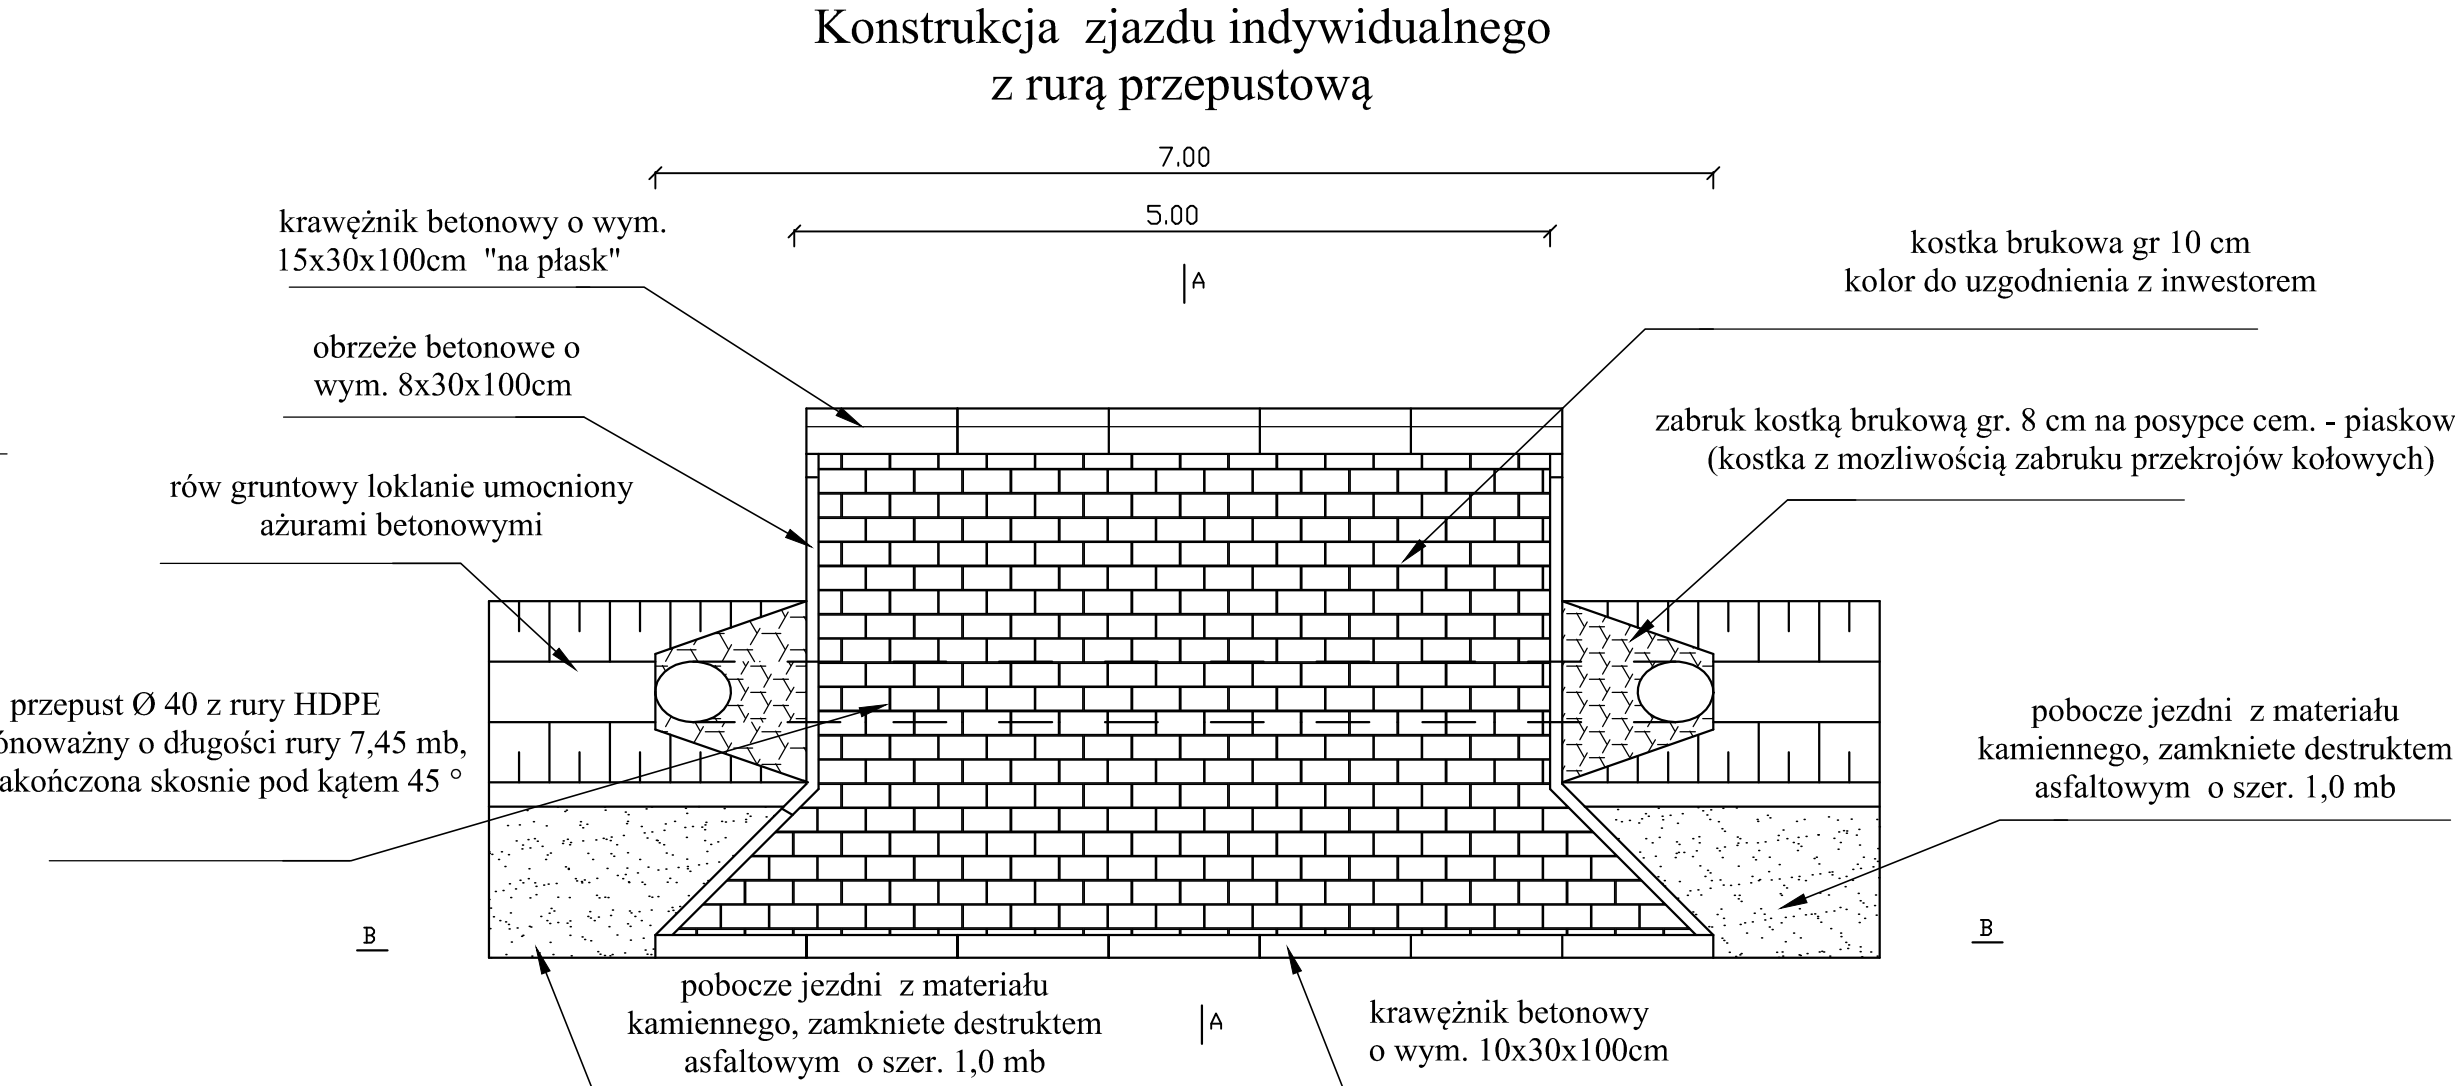 Konstrukcja zjazdu indywidualnego
z rurą przepustową
7.00
5.00
krawężnik betonowy o wym.
15x30x100cm "na płask"
A
kostka brukowa gr 10 cm
kolor do uzgodnienia z inwestorem
obrzeże betonowe o
wym. 8x30x100cm
zabruk kostką brukową gr. 8 cm na posypce cem. - piaskow
(kostka z mozliwością zabruku przekrojów kołowych)
rów gruntowy loklanie umocniony
ażurami betonowymi
przepust Ø 40 z rury HDPE
ónoważny o długości rury 7,45 mb,
akończona skosnie pod kątem 45 °
pobocze jezdni z materiału
kamiennego, zamkniete destruktem
asfaltowym o szer. 1,0 mb
B
B
pobocze jezdni z materiału
kamiennego, zamkniete destruktem
asfaltowym o szer. 1,0 mb
A
krawężnik betonowy
o wym. 10x30x100cm